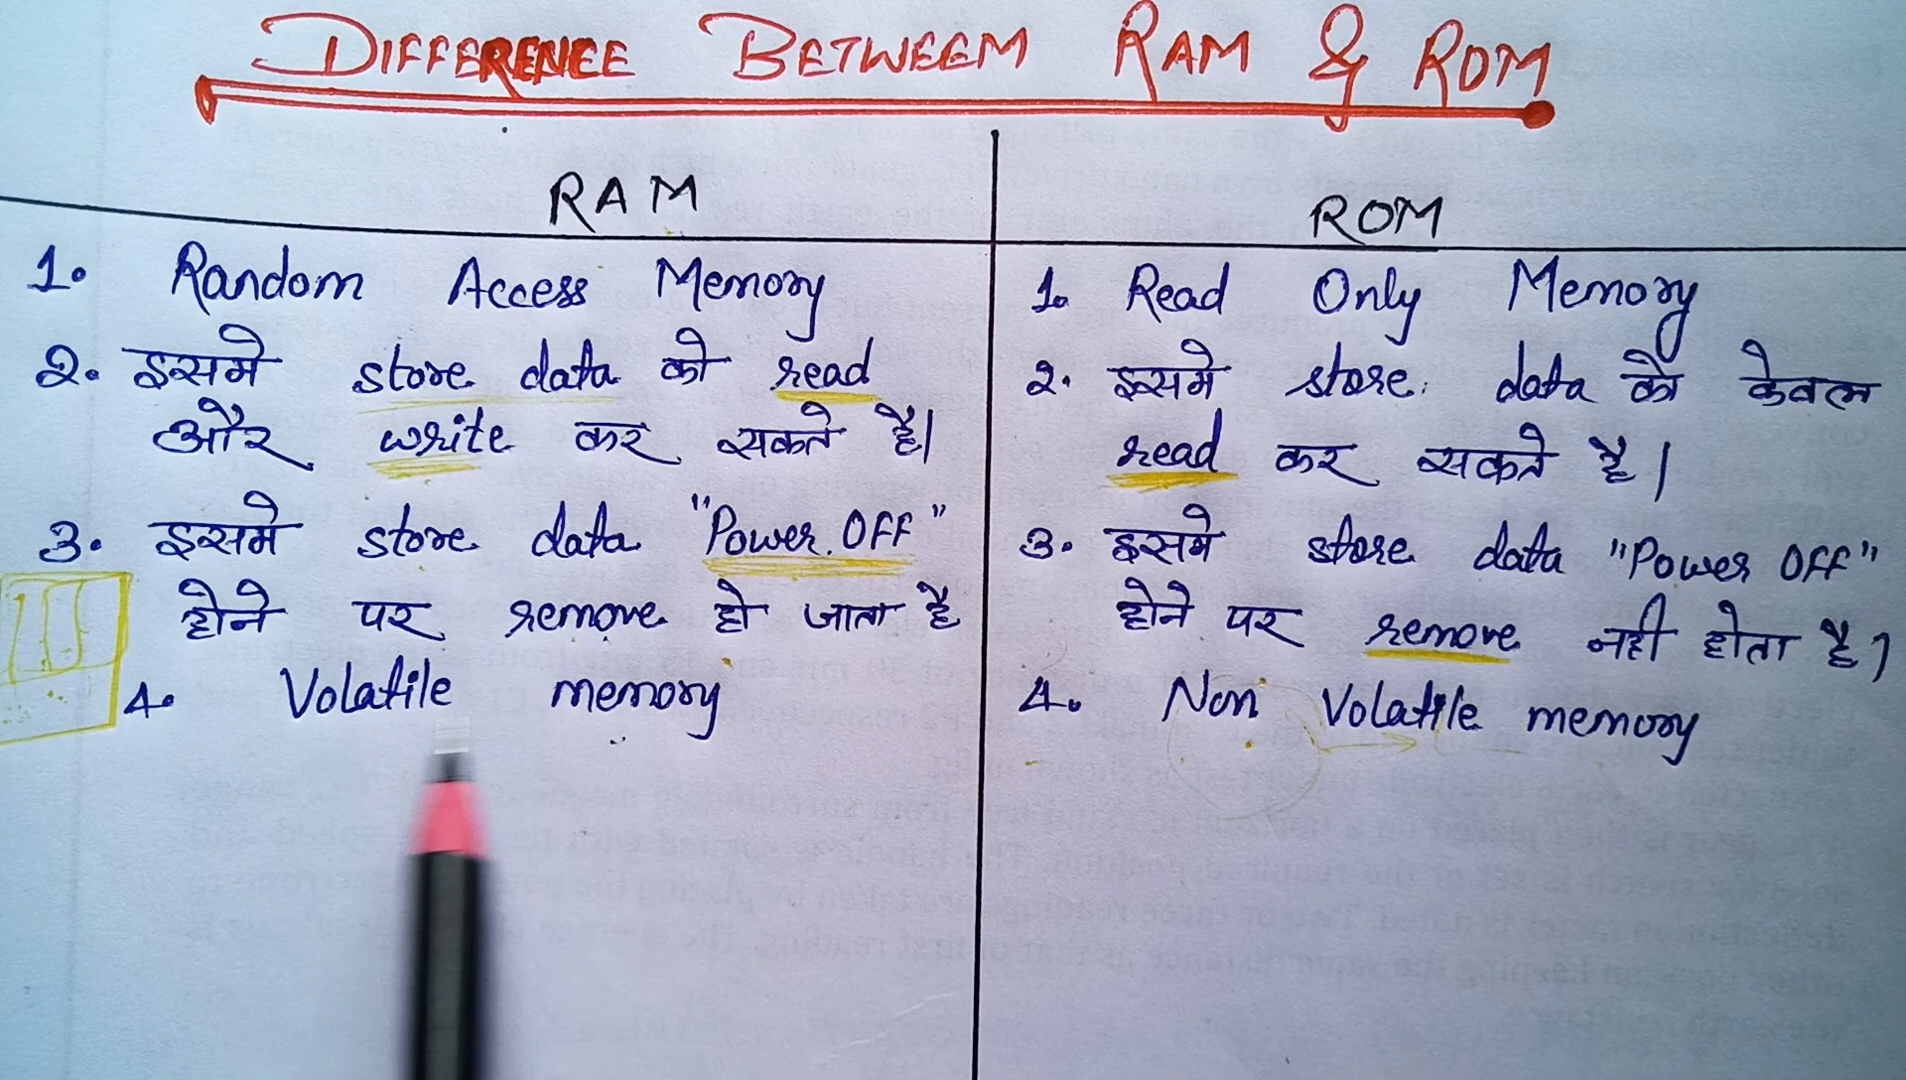 DIFFERENCE BETWEEM RAM & ROM
RAM
1. Random Access Memory
2. इसमे store data को read
और write कर सकते है।
3. इसमे store data "Power OFF"
होने पर remove हो जाता है
4. Volatile memory
ROM
1. Read Only Memory
2. इसमे store data को केवल
read कर सकते है।
3. इसमे store data "Power OFF"
होने पर remove नही होता है।
4. Non Volatile memory